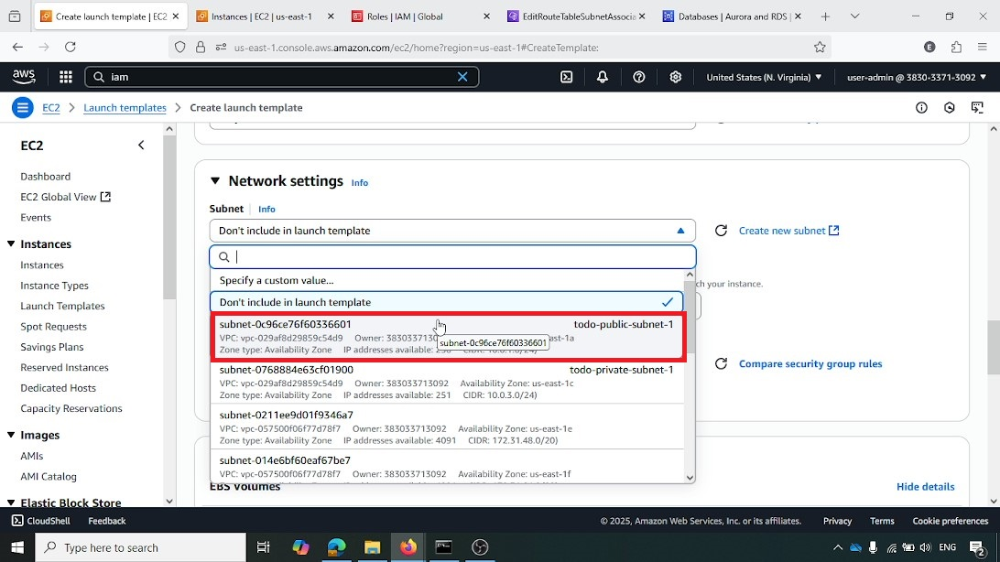 Create launch template | EC2
Instances | EC2 | us-east-1
Roles | IAM | Global
EditRouteTableSubnetAssocia
Databases | Aurora and RDS |
us-east-1.console.aws.amazon.com/ec2/home?region=us-east-1#CreateTemplate:
E
aws
iam
United States (N. Virginia)
user-admin @ 3830-3371-3092
EC2
Launch templates
Create launch template
EC2
Dashboard
EC2 Global View
Events
Instances
Instances
Instance Types
Launch Templates
Spot Requests
Savings Plans
Reserved Instances
Dedicated Hosts
Capacity Reservations
Images
AMIs
AMI Catalog
Elastic Block Store
Network settings Info
Subnet Info
Don't include in launch template
Create new subnet
Specify a custom value...
Don't include in launch template
subnet-0c96ce76f60336601 todo-public-subnet-1
VPC: vpc-029af8d29859c54d9 Owner: 3830337130
Zone type: Availability Zone IP addresses available:
subnet-0c96ce76f60336601
subnet-0768884e63cf01900 todo-private-subnet-1
VPC: vpc-029af8d29859c54d9 Owner: 383033713092 Availability Zone: us-east-1c
Zone type: Availability Zone IP addresses available: 251 CIDR: 10.0.3.0/24)
subnet-0211ee9d01f9346a7
VPC: vpc-057500f06f77d78f7 Owner: 383033713092 Availability Zone: us-east-1e
Zone type: Availability Zone IP addresses available: 4091 CIDR: 172.31.48.0/20)
subnet-014e6bf60eaf67be7
VPC: vpc-057500f06f77d78f7 Owner: 383033713092 Availability Zone: us-east-1f
ch your instance.
Compare security group rules
EBS Volumes
Hide details
CloudShell
Feedback
© 2025, Amazon Web Services, Inc. or its affiliates.
Privacy
Terms
Cookie preferences
Type here to search
ENG
2